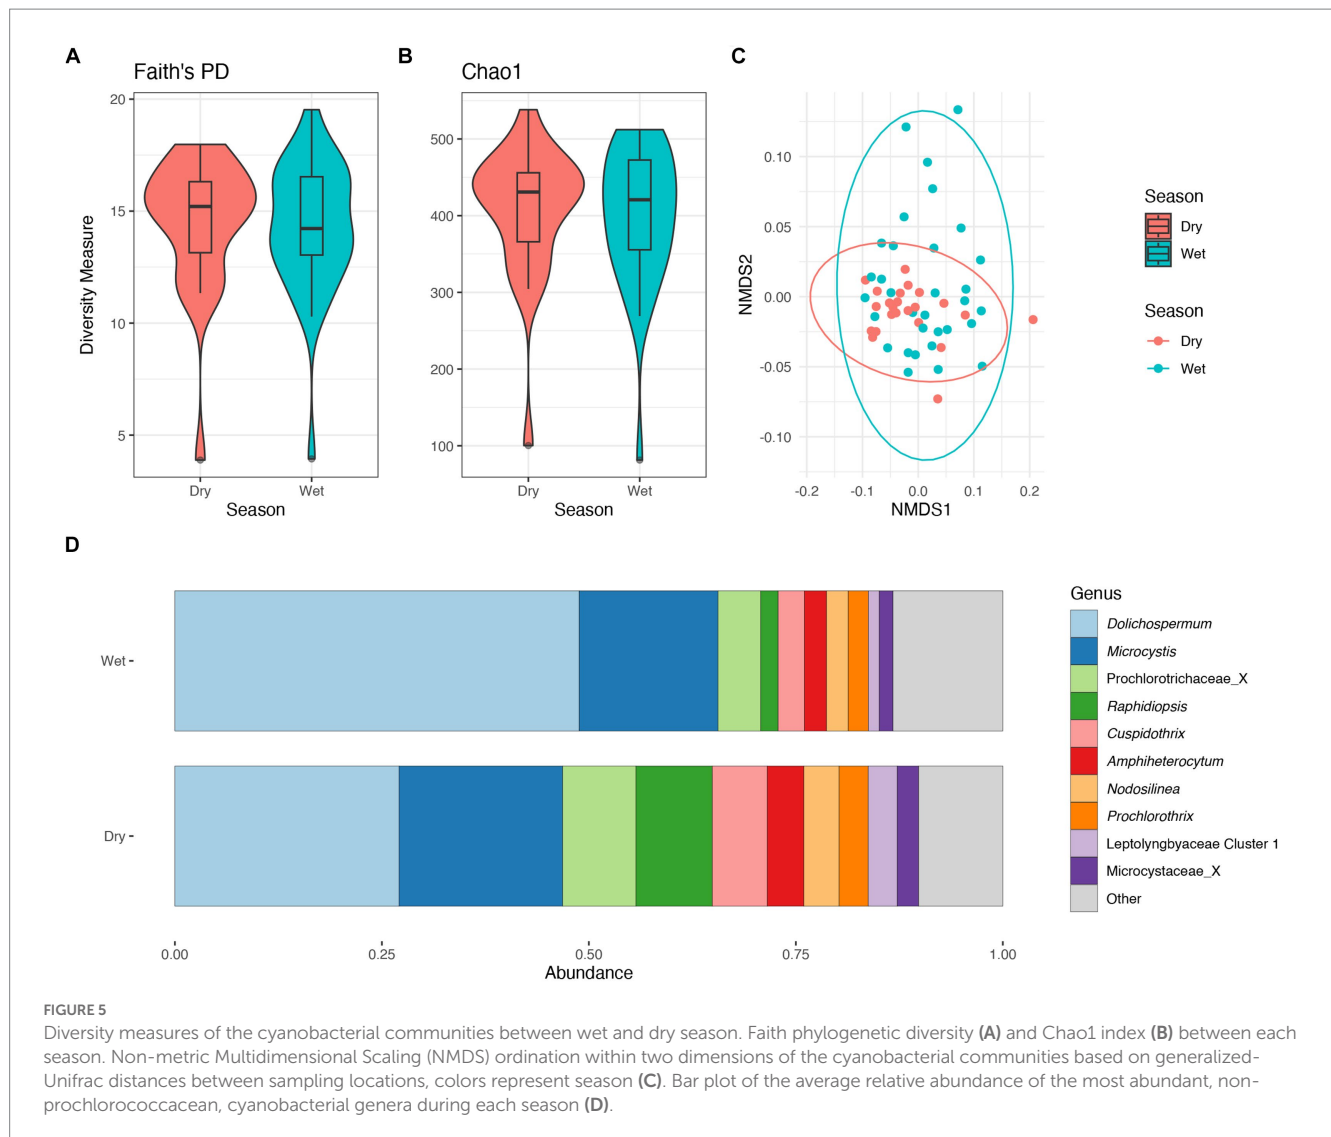 A
Faith's PD
20
15
10
5
Diversity Measure
Dry
Wet
Season
B
Chao1
500
400
300
200
100
Dry
Wet
Season
C
0.10
0.05
0.00
-0.05
-0.10
NMDS2
-0.2
-0.1
0.0
0.1
0.2
NMDS1
Season
Dry
Wet
Season
Dry
Wet
D
Wet
Dry
0.00
0.25
0.50
0.75
1.00
Abundance
Genus
Dolichospermum
Microcystis
Prochlorotrichaceae_X
Raphidiopsis
Cuspidothrix
Amphiheterocytum
Nodosilinea
Prochlorothrix
Leptolyngbyaceae Cluster 1
Microcystaceae_X
Other
FIGURE 5
Diversity measures of the cyanobacterial communities between wet and dry season. Faith phylogenetic diversity (A) and Chao1 index (B) between each
season. Non-metric Multidimensional Scaling (NMDS) ordination within two dimensions of the cyanobacterial communities based on generalized-
Unifrac distances between sampling locations, colors represent season (C). Bar plot of the average relative abundance of the most abundant, non-
prochlorococcacean, cyanobacterial genera during each season (D).